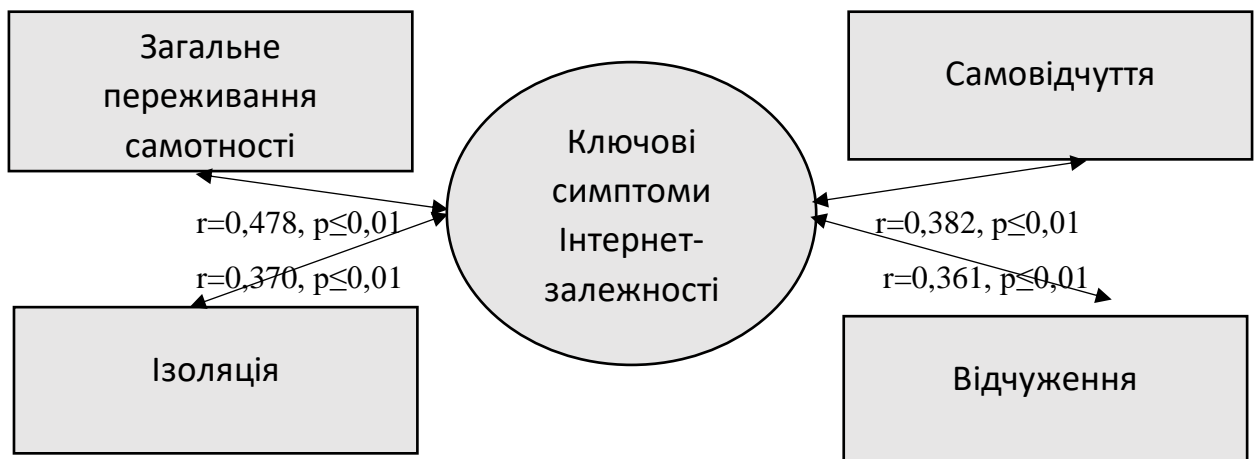 Загальне
переживання
самотності
Самовідчуття
Ключові
симптоми
Інтернет-
залежності
r=0,478, p≤0,01
r=0,370, p≤0,01
r=0,382, p≤0,01
r=0,361, p≤0,01
Ізоляція
Відчуження